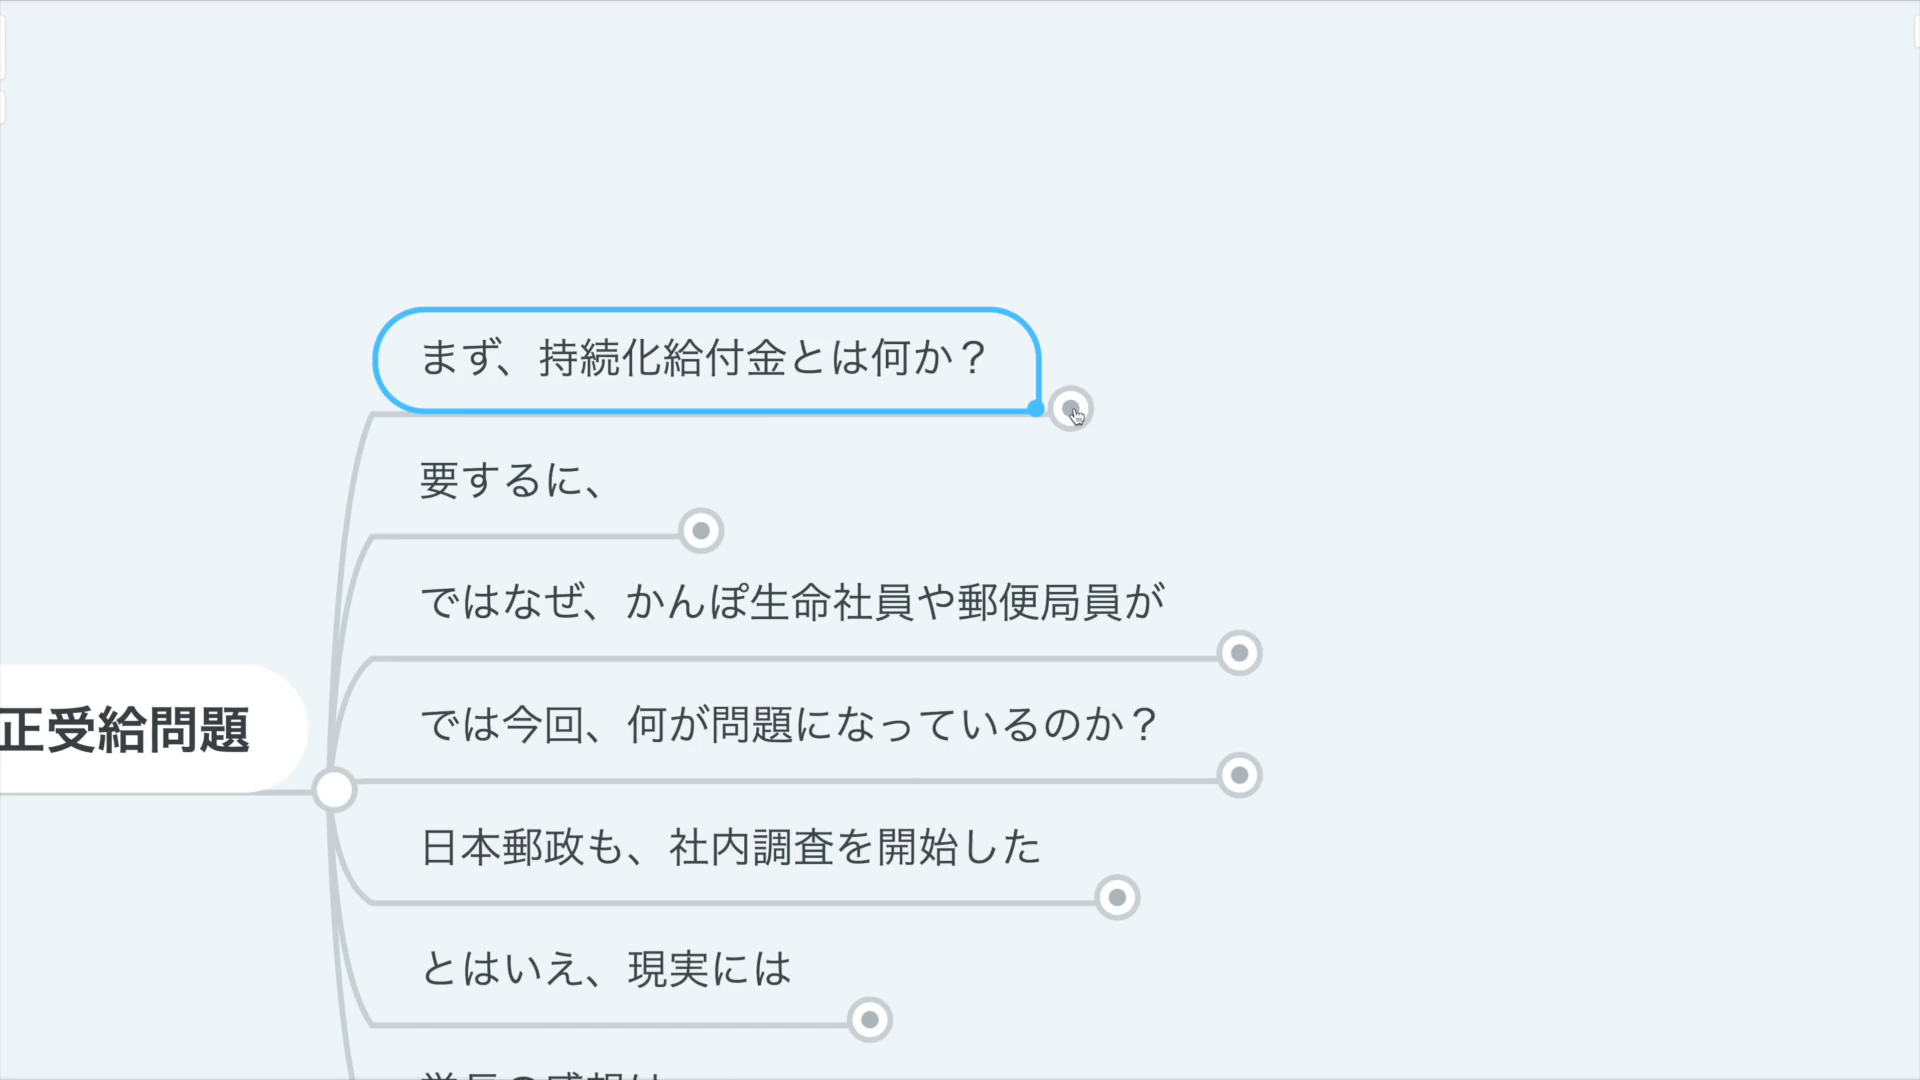 まず、持続化給付金とは何か？
要するに、
ではなぜ、かんぽ生命社員や郵便局員が
正受給問題
では今回、何が問題になっているのか？
日本郵政も、社内調査を開始した
とはいえ、現実には